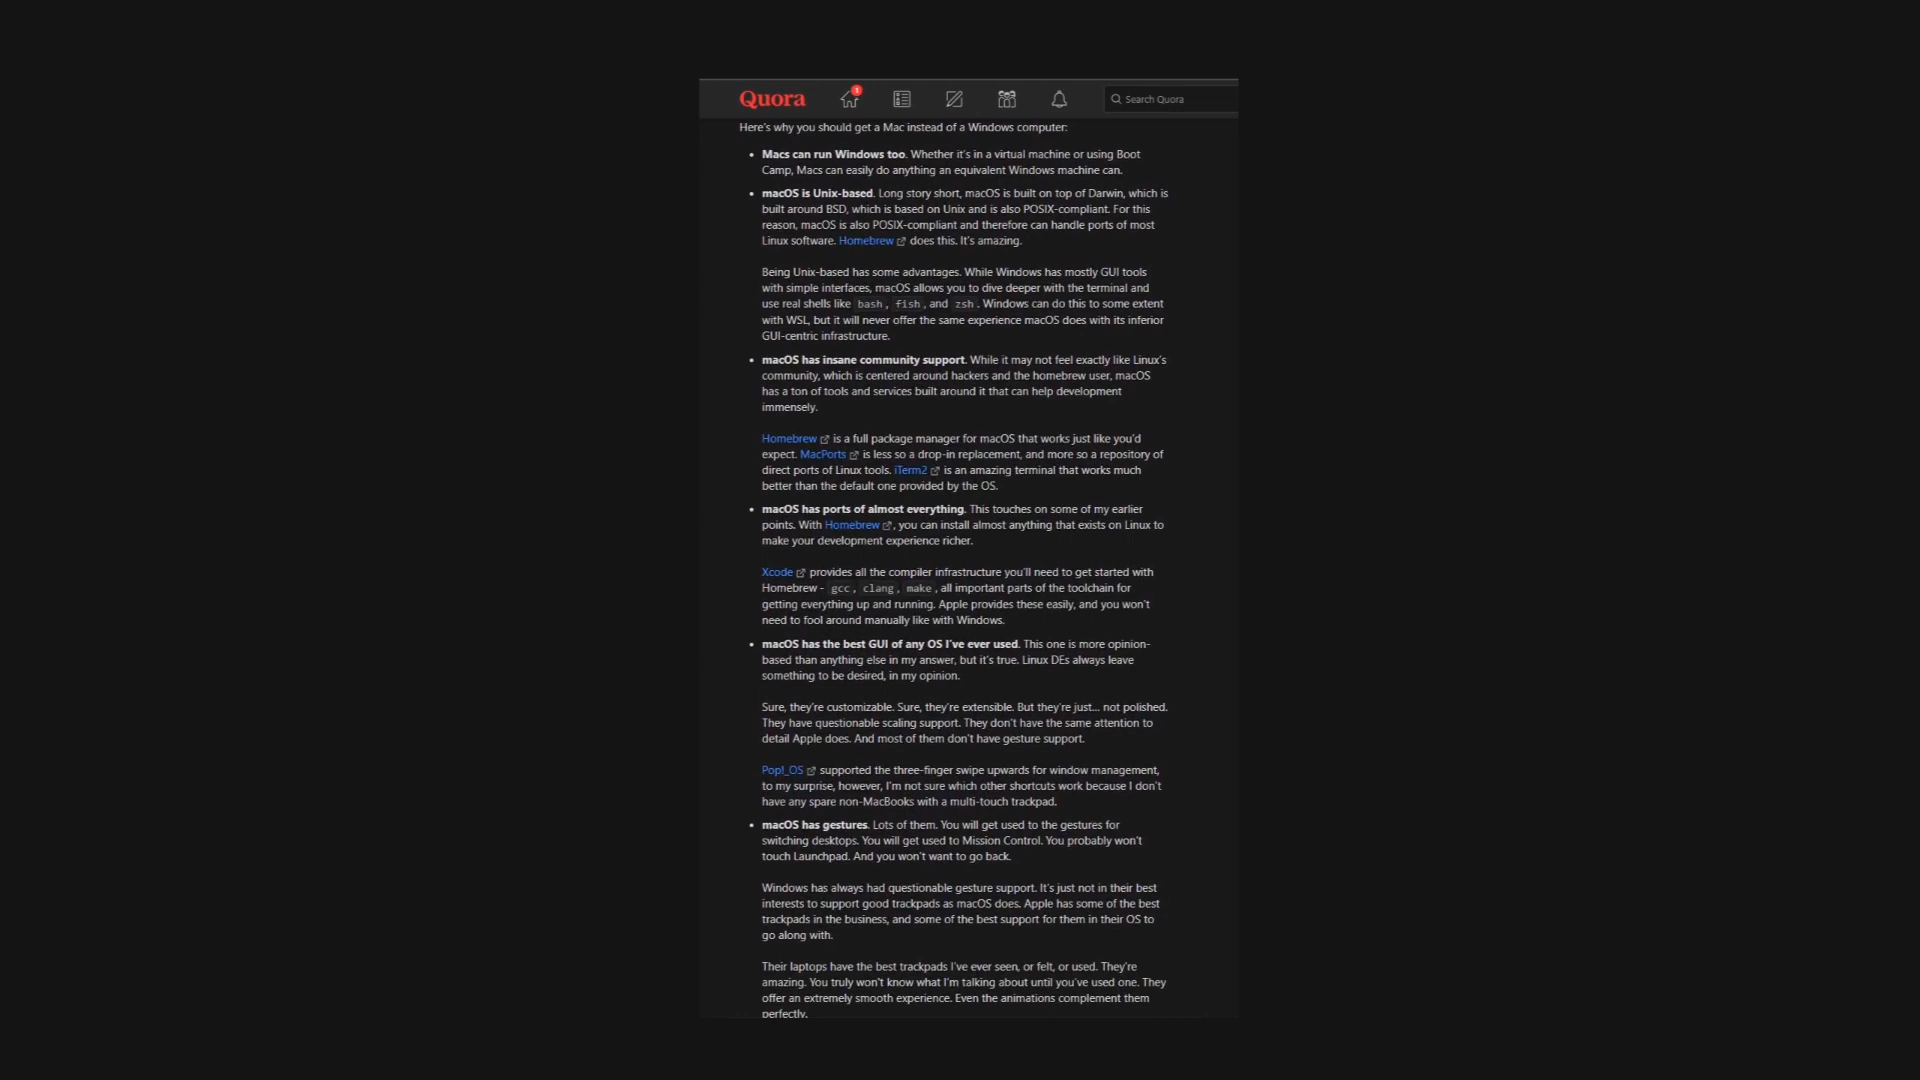 Quora
1
Search Quora
Here's why you should get a Mac instead of a Windows computer:
• Macs can run Windows too. Whether it's in a virtual machine or using Boot
Camp, Macs can easily do anything an equivalent Windows machine can.
• macOS is Unix-based. Long story short, macOS is built on top of Darwin, which is
built around BSD, which is based on Unix and is also POSIX-compliant. For this
reason, macOS is also POSIX-compliant and therefore can handle ports of most
Linux software. Homebrew does this. It's amazing.
Being Unix-based has some advantages. While Windows has mostly GUI tools
with simple interfaces, macOS allows you to dive deeper with the terminal and
use real shells like bash, fish, and zsh. Windows can do this to some extent
with WSL, but it will never offer the same experience macOS does with its inferior
GUI-centric infrastructure.
• macOS has insane community support. While it may not feel exactly like Linux's
community, which is centered around hackers and the homebrew user, macOS
has a ton of tools and services built around it that can help development
immensely.
Homebrew is a full package manager for macOS that works just like you'd
expect. MacPorts is less so a drop-in replacement, and more so a repository of
direct ports of Linux tools. iTerm2 is an amazing terminal that works much
better than the default one provided by the OS.
• macOS has ports of almost everything. This touches on some of my earlier
points. With Homebrew, you can install almost anything that exists on Linux to
make your development experience richer.
Xcode provides all the compiler infrastructure you'll need to get started with
Homebrew - gcc, clang, make, all important parts of the toolchain for
getting everything up and running. Apple provides these easily, and you won't
need to fool around manually like with Windows.
• macOS has the best GUI of any OS I've ever used. This one is more opinion-
based than anything else in my answer, but it's true. Linux DEs always leave
something to be desired, in my opinion.
Sure, they're customizable. Sure, they're extensible. But they're just... not polished.
They have questionable scaling support. They don't have the same attention to
detail Apple does. And most of them don't have gesture support.
Pop!_OS supported the three-finger swipe upwards for window management,
to my surprise, however, I'm not sure which other shortcuts work because I don't
have any spare non-MacBooks with a multi-touch trackpad.
• macOS has gestures. Lots of them. You will get used to the gestures for
switching desktops. You will get used to Mission Control. You probably won't
touch Launchpad. And you won't want to go back.
Windows has always had questionable gesture support. It's just not in their best
interests to support good trackpads as macOS does. Apple has some of the best
trackpads in the business, and some of the best support for them in their OS to
go along with.
Their laptops have the best trackpads I've ever seen, or felt, or used. They're
amazing. You truly won't know what I'm talking about until you've used one. They
offer an extremely smooth experience. Even the animations complement them
perfectly.